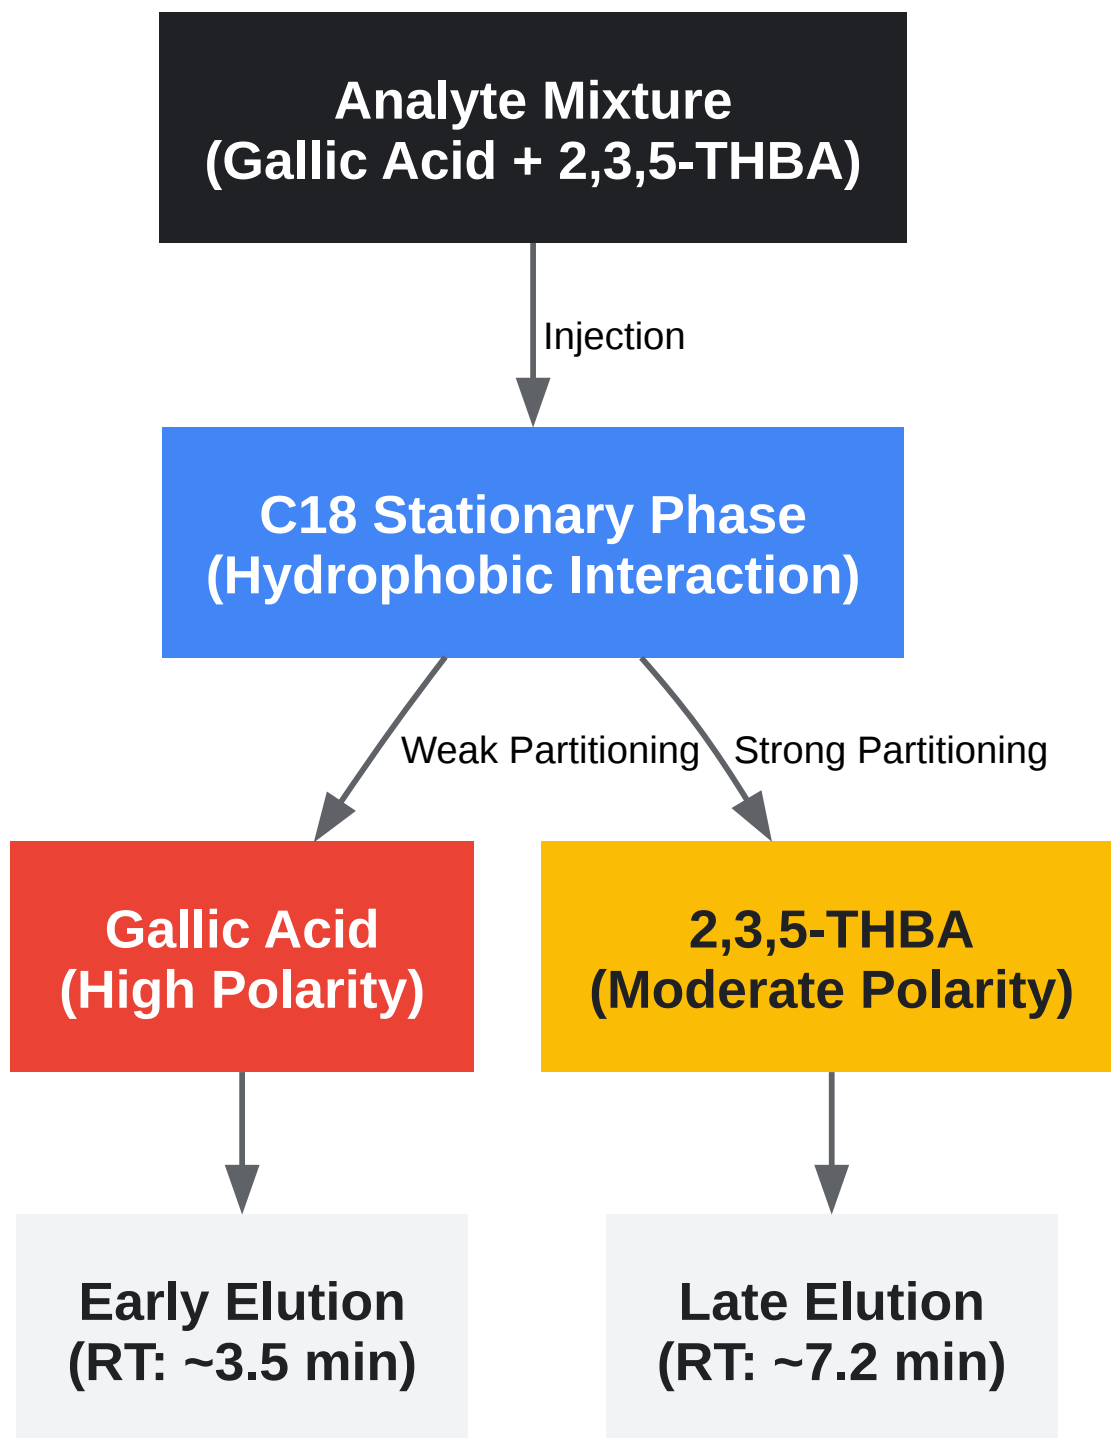 Analyte Mixture
(Gallic Acid + 2,3,5-THBA)
Injection
C18 Stationary Phase
(Hydrophobic Interaction)
Weak Partitioning
Strong Partitioning
Gallic Acid
(High Polarity)
2,3,5-THBA
(Moderate Polarity)
Early Elution
(RT: ~3.5 min)
Late Elution
(RT: ~7.2 min)